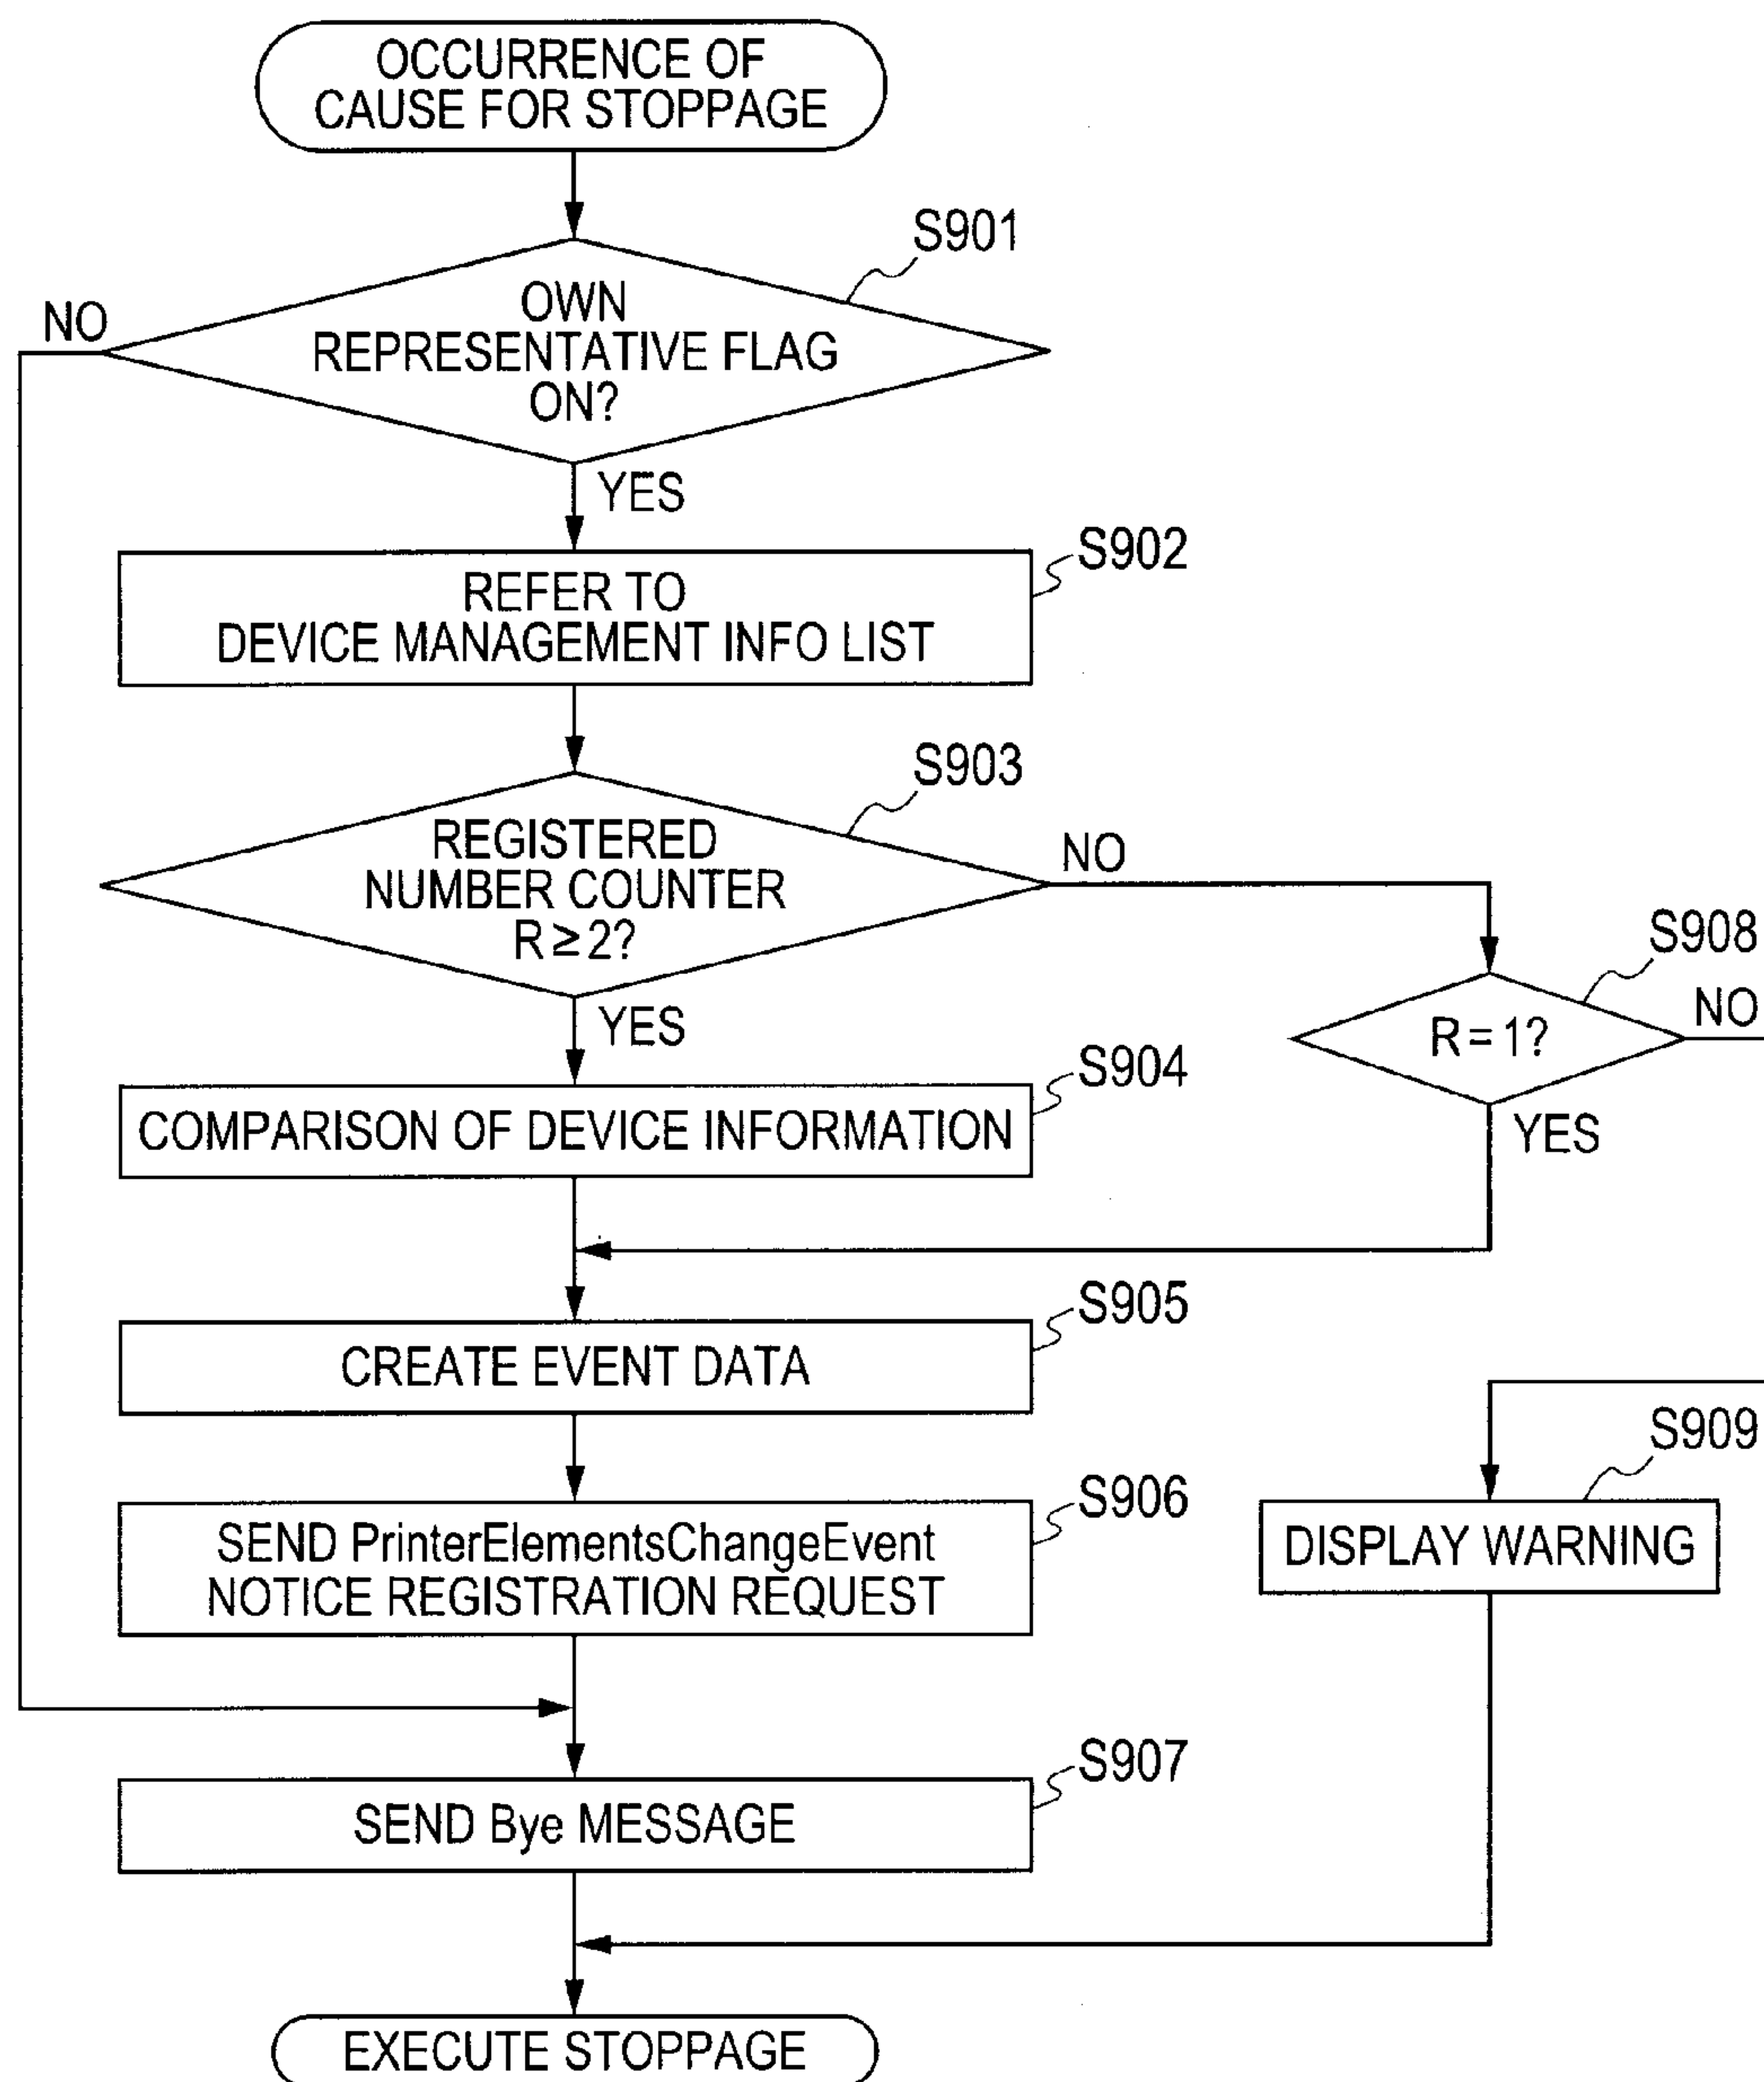 OCCURRENCE OF
CAUSE FOR STOPPAGE
S901
NO
OWN
REPRESENTATIVE FLAG
ON?
YES
S902
REFER TO
DEVICE MANAGEMENT INFO LIST
S903
REGISTERED
NUMBER COUNTER
R ≥ 2?
NO
YES
S908
R = 1?
NO
YES
S904
COMPARISON OF DEVICE INFORMATION
S905
CREATE EVENT DATA
S906
SEND PrinterElementsChangeEvent
NOTICE REGISTRATION REQUEST
S909
DISPLAY WARNING
S907
SEND Bye MESSAGE
EXECUTE STOPPAGE